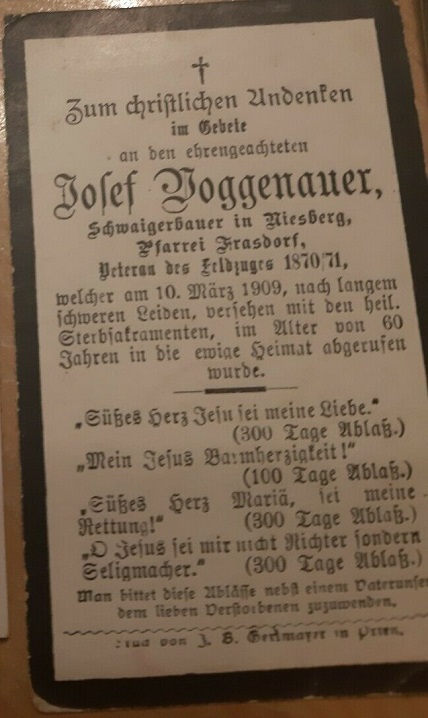 Zum christlichen Andenken
im Gebete
an den ehrengeachteten
Josef Voggenauer,
Schwaigerbauer in Niesberg,
Pfarrei Frasdorf,
Veteran des Feldzuges 1870/71,
welcher am 10. März 1909, nach langem
schweren Leiden, versehen mit den heil.
Sterbsakramenten, im Alter von 60
Jahren in die ewige Heimat abgerufen
wurde.
„Süßes Herz Jesu sei meine Liebe.“
(300 Tage Ablaß.)
„Mein Jesus Barmherzigkeit!“
(100 Tage Ablaß.)
„Süßes Herz Mariä, sei meine
Rettung!“ (300 Tage Ablaß.)
„O Jesus sei mir nicht Richter sondern
Seligmacher.“ (300 Tage Ablaß.)
Man bittet diese Ablässe nebst einem Vaterunser
dem lieben Verstorbenen zuzuwenden.
von J. B. in Prien.